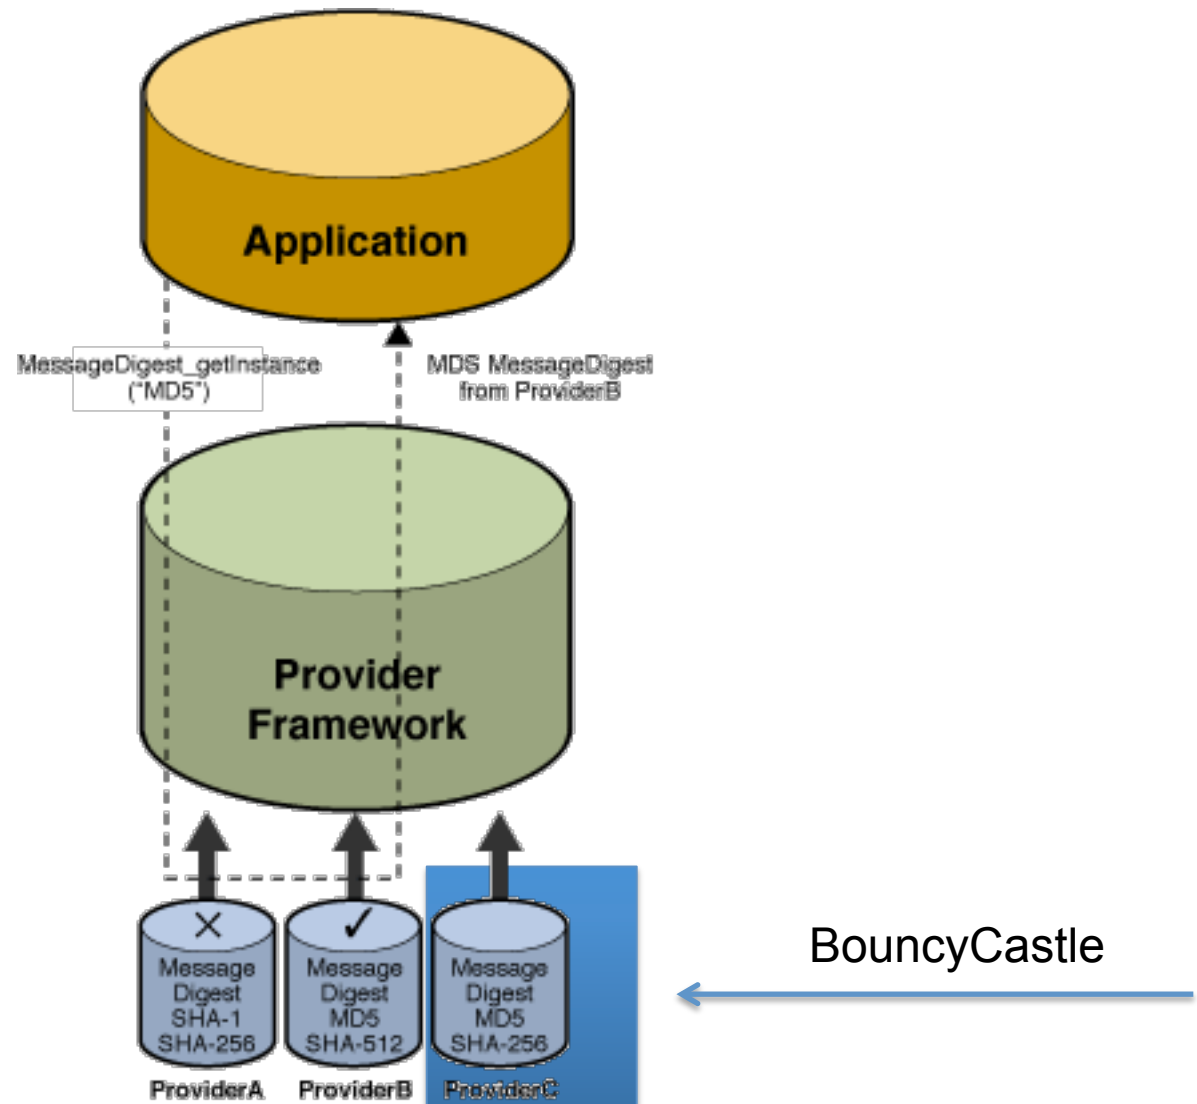 Application
MessageDigest_getInstance
("MD5")
MDS MessageDigest
from ProviderB
Provider
Framework
Message
Digest
SHA-1
SHA-256
ProviderA
Message
Digest
MD5
SHA-512
ProviderB
Message
Digest
MD5
SHA-256
ProviderC
BouncyCastle